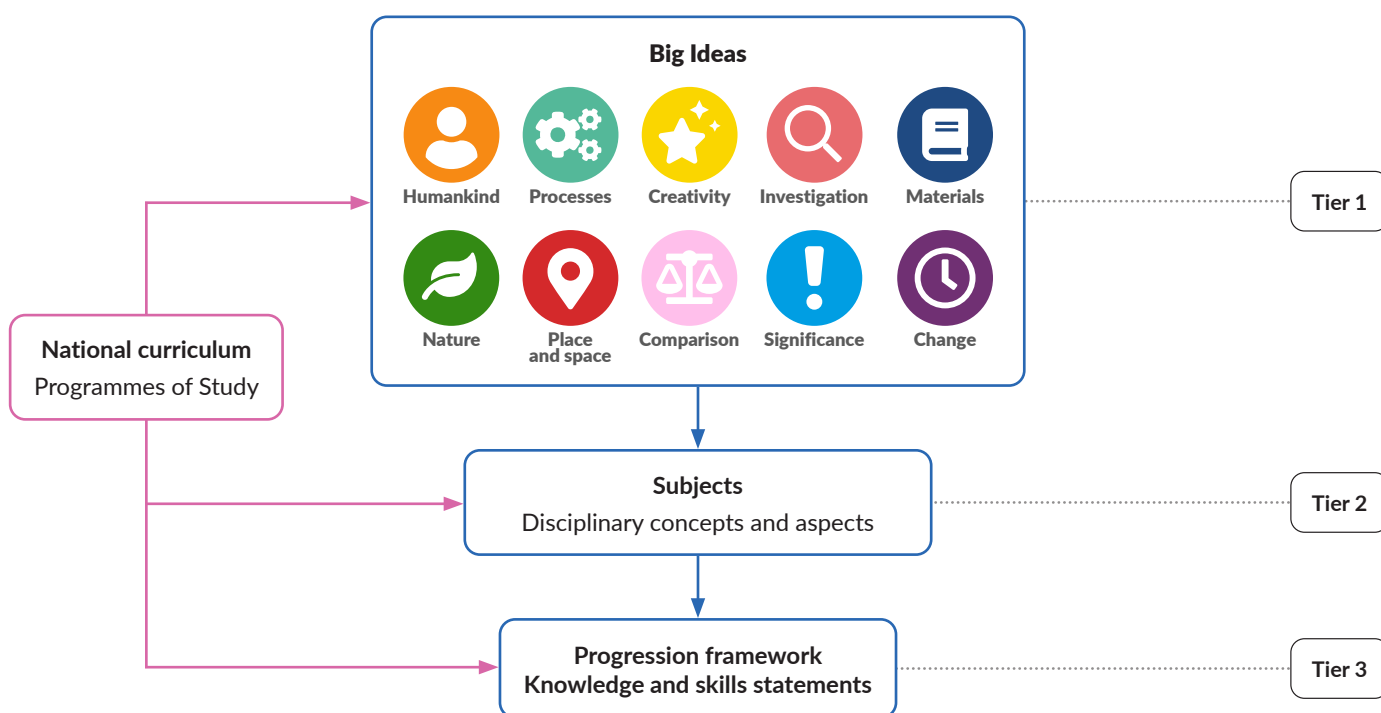 Big Ideas
Humankind
Processes
Creativity
Investigation
Materials
Tier 1
Nature
Place
and space
Comparison
Significance
Change
National curriculum
Programmes of Study
Subjects
Disciplinary concepts and aspects
Tier 2
Progression framework
Knowledge and skills statements
Tier 3